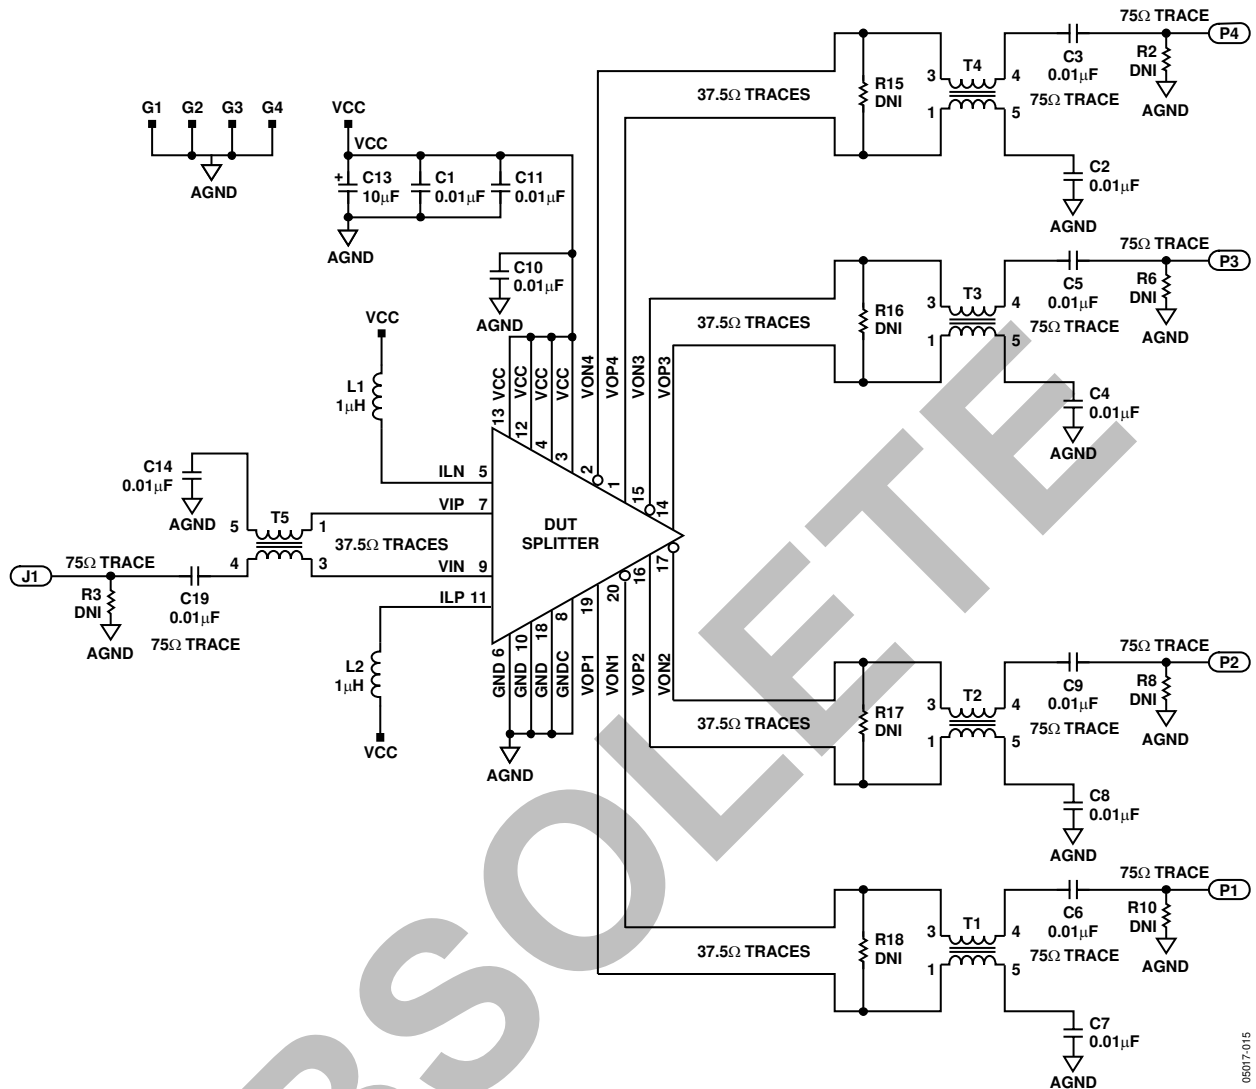 75Ω TRACE
P4
R2
DNI
AGND
C3
0.01µF
75Ω TRACE
T4
3
4
1
5
R15
DNI
37.5Ω TRACES
C2
0.01µF
AGND
G1
G2
G3
G4
AGND
VCC
VCC
+
C13
10µF
C1
0.01µF
C11
0.01µF
AGND
C10
0.01µF
AGND
75Ω TRACE
P3
R6
DNI
AGND
C5
0.01µF
75Ω TRACE
T3
3
4
1
5
R16
DNI
37.5Ω TRACES
C4
0.01µF
AGND
VCC
L1
1µH
13 VCC
12 VCC
4 VCC
3 VCC
2 VON4
1 VOP4
15 VON3
14 VOP3
C14
0.01µF
AGND
T5
5
1
4
3
37.5Ω TRACES
ILN 5
VIP 7
VIN 9
ILP 11
DUT
SPLITTER
J1
75Ω TRACE
R3
DNI
AGND
C19
0.01µF
75Ω TRACE
L2
1µH
VCC
GND 6
GND 10
GND 18
GNDC 8
VOP1 19
VON1 20
VOP2 16
VON2 17
AGND
75Ω TRACE
P2
R8
DNI
AGND
C9
0.01µF
75Ω TRACE
T2
3
4
1
5
R17
DNI
37.5Ω TRACES
C8
0.01µF
AGND
75Ω TRACE
P1
R10
DNI
AGND
C6
0.01µF
75Ω TRACE
T1
3
4
1
5
R18
DNI
37.5Ω TRACES
C7
0.01µF
AGND
05017-015
BSOLETE